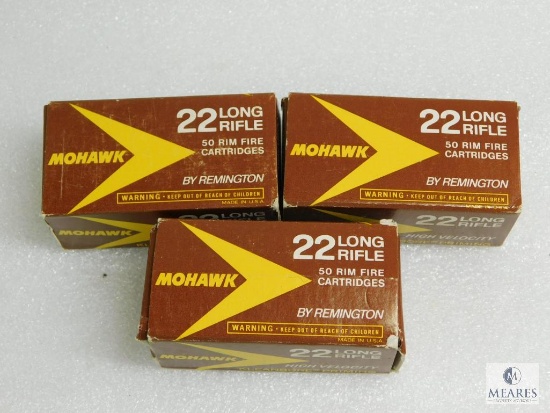 22 LONG RIFLE
50 RIM FIRE
CARTRIDGES
MOHAWK
BY REMINGTON
WARNING • KEEP OUT OF REACH OF CHILDREN
MADE IN U.S.A.
22 LONG
22 LONG RIFLE
50 RIM FIRE
CARTRIDGES
MOHAWK
BY REMINGTON
WARNING • KEEP OUT OF REACH OF CHILDREN
22 LONG
HIGH VELOCITY
22 LONG RIFLE
50 RIM FIRE
CARTRIDGES
MOHAWK
BY REMINGTON
WARNING • KEEP OUT OF REACH OF CHILDREN
MADE IN U.S.A.
22 LONG RIFLE
HIGH VELOCITY
MEARES